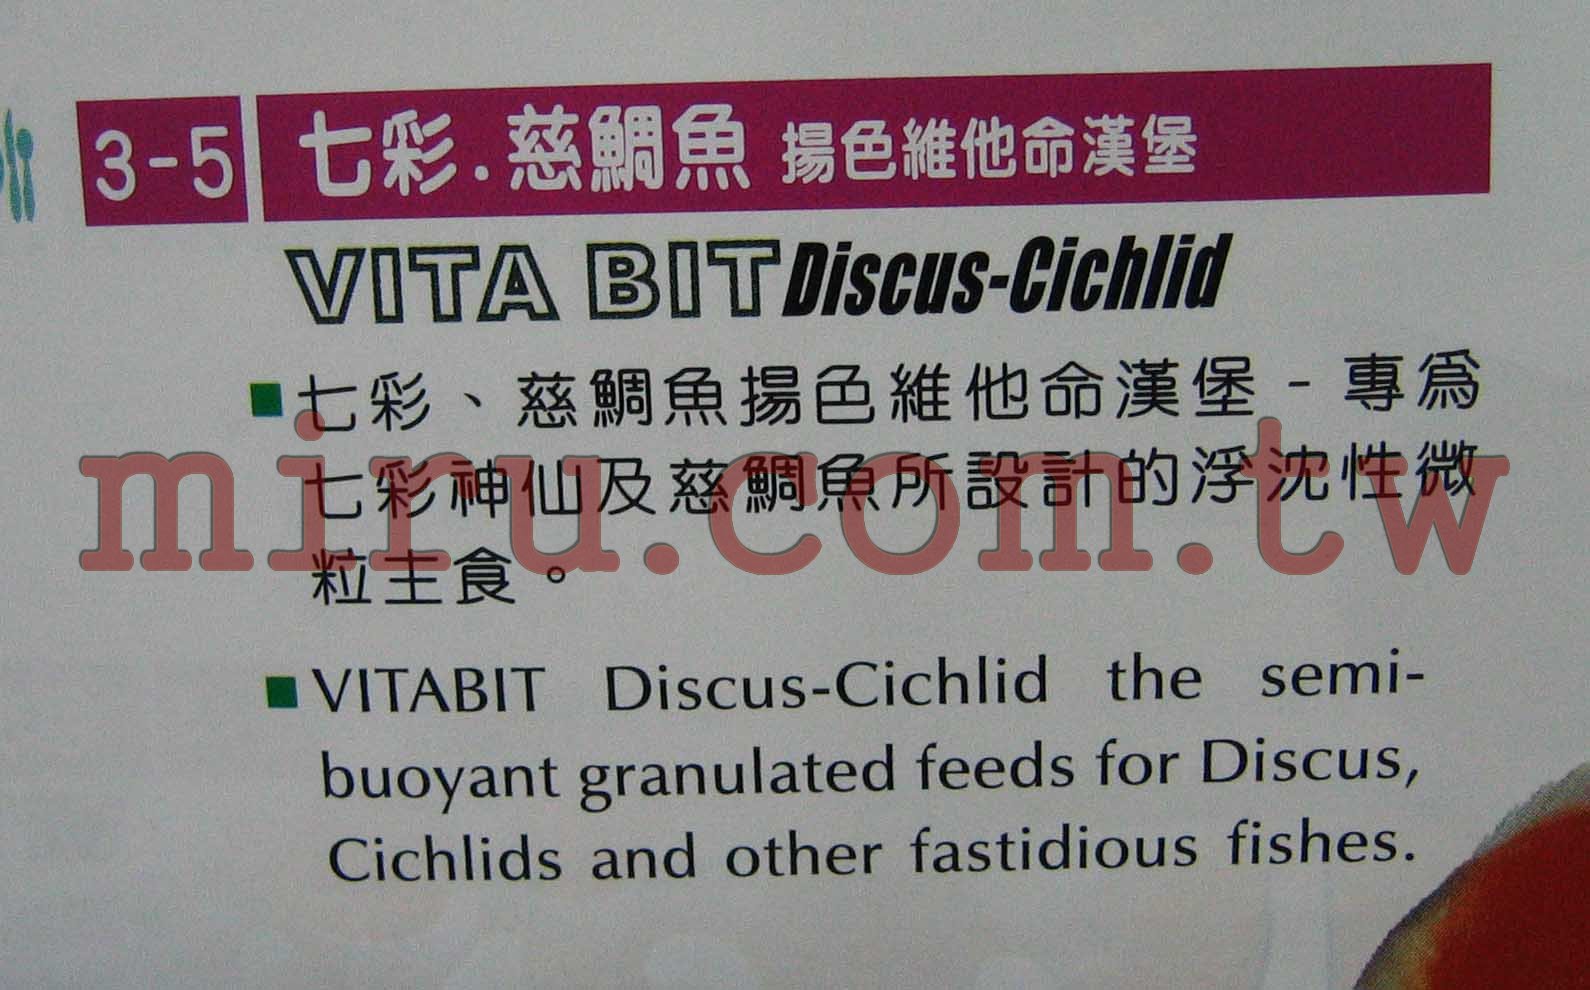 3-5 七彩.慈鯛魚 揚色維他命漢堡
VITA BIT Discus-Cichlid
七彩、慈鯛魚揚色維他命漢堡-專為
七彩神仙及慈鯛魚所設計的浮沈性微
粒主食。
miru.com.tw
VITABIT Discus-Cichlid the semi-
buoyant granulated feeds for Discus,
Cichlids and other fastidious fishes.